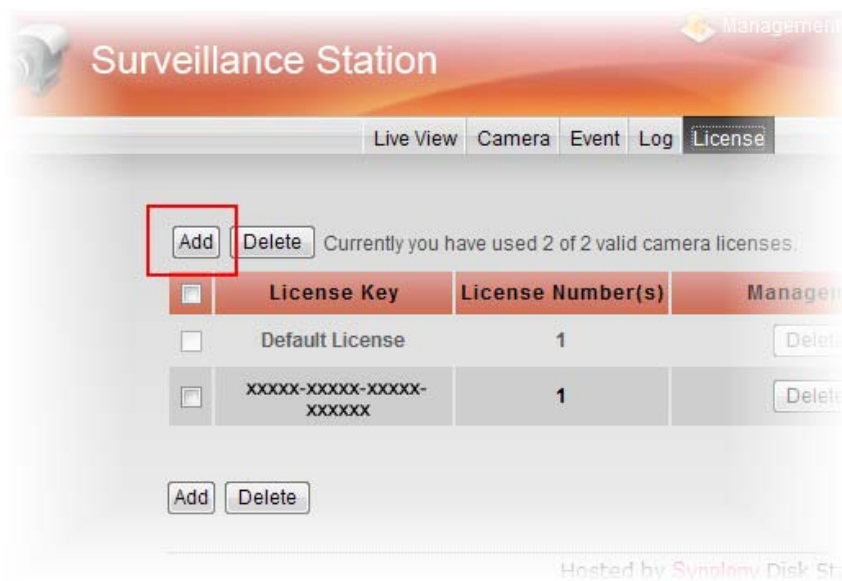 Management
Surveillance Station
Live View Camera Event Log License
Add Delete Currently you have used 2 of 2 valid camera licenses.
License Key License Number(s)
Default License 1
xxxxx-xxxxx-xxxxx-
xxxxxx 1
Add Delete
Hosted by Synology Disk